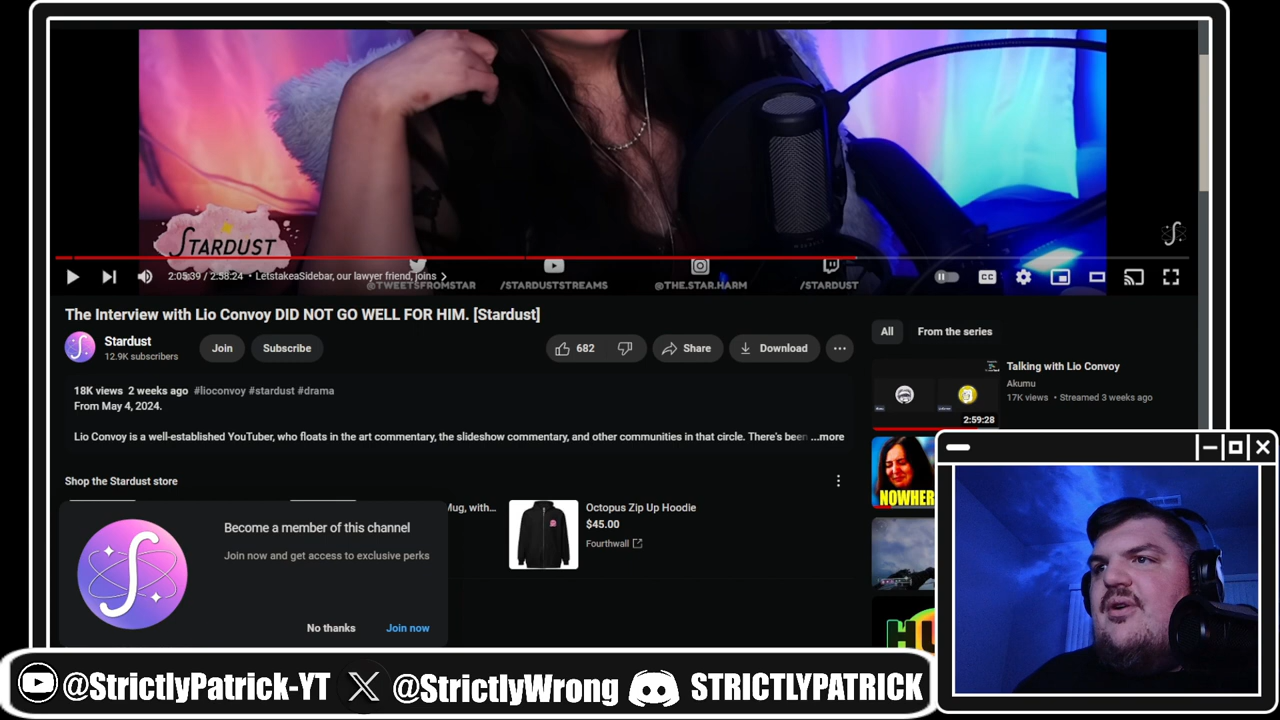 STARDUST
2:05:39 / 2:58:24 • LetstakeaSidebar, our lawyer friend, joins
@TWEETSFROMSTAR
/STARDUSTSTREAMS
@THE.STAR.HARM
/STARDUST
CC
The Interview with Lio Convoy DID NOT GO WELL FOR HIM. [Stardust]
Stardust
12.9K subscribers
Join
Subscribe
682
Share
Download
All
From the series
18K views 2 weeks ago #lioconvoy #stardust #drama
From May 4, 2024.
Lio Convoy is a well-established YouTuber, who floats in the art commentary, the slideshow commentary, and other communities in that circle. There's been ...more
Talking with Lio Convoy
Akumu
17K views • Streamed 3 weeks ago
2:59:28
NOWHER
Shop the Stardust store
Mug, with...
Octopus Zip Up Hoodie
$45.00
Fourthwall
Become a member of this channel
Join now and get access to exclusive perks
No thanks
Join now
@StrictlyPatrick-YT
@StrictlyWrong
STRICTLYPATRICK